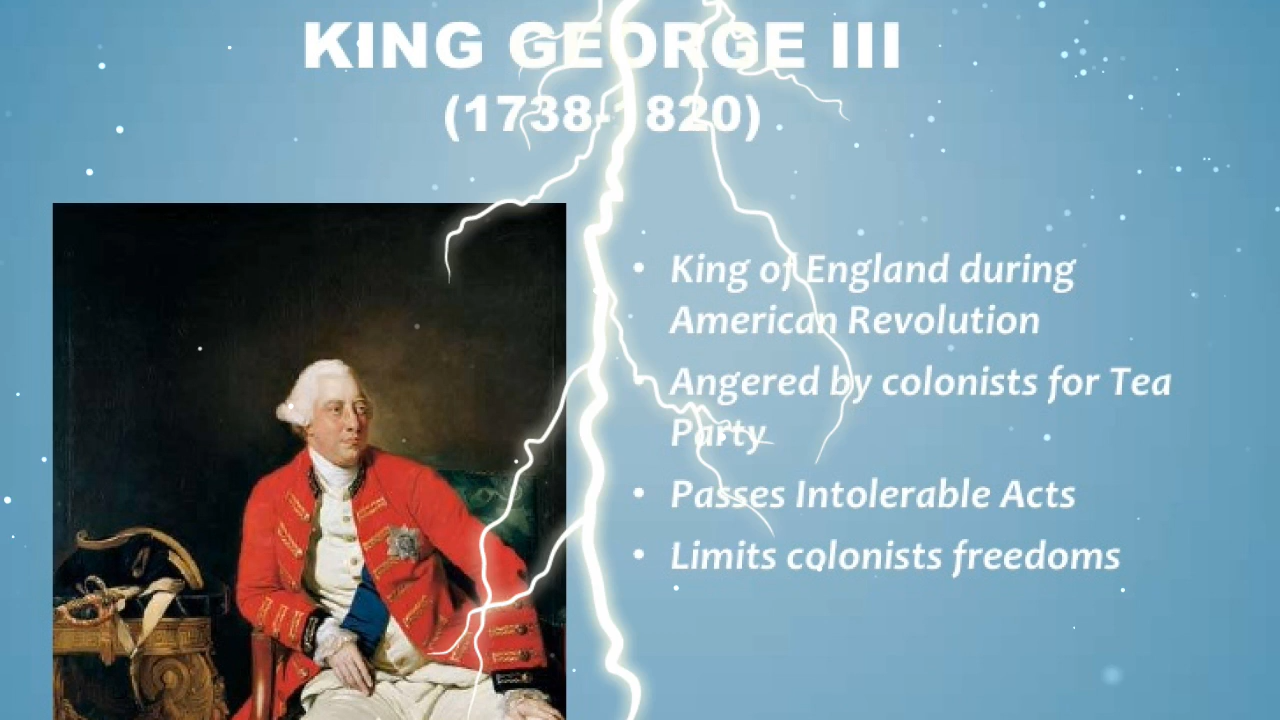 KING GEORGE III
(1738-1820)
• King of England during
American Revolution
Angered by colonists for Tea
Party
• Passes Intolerable Acts
• Limits colonists freedoms